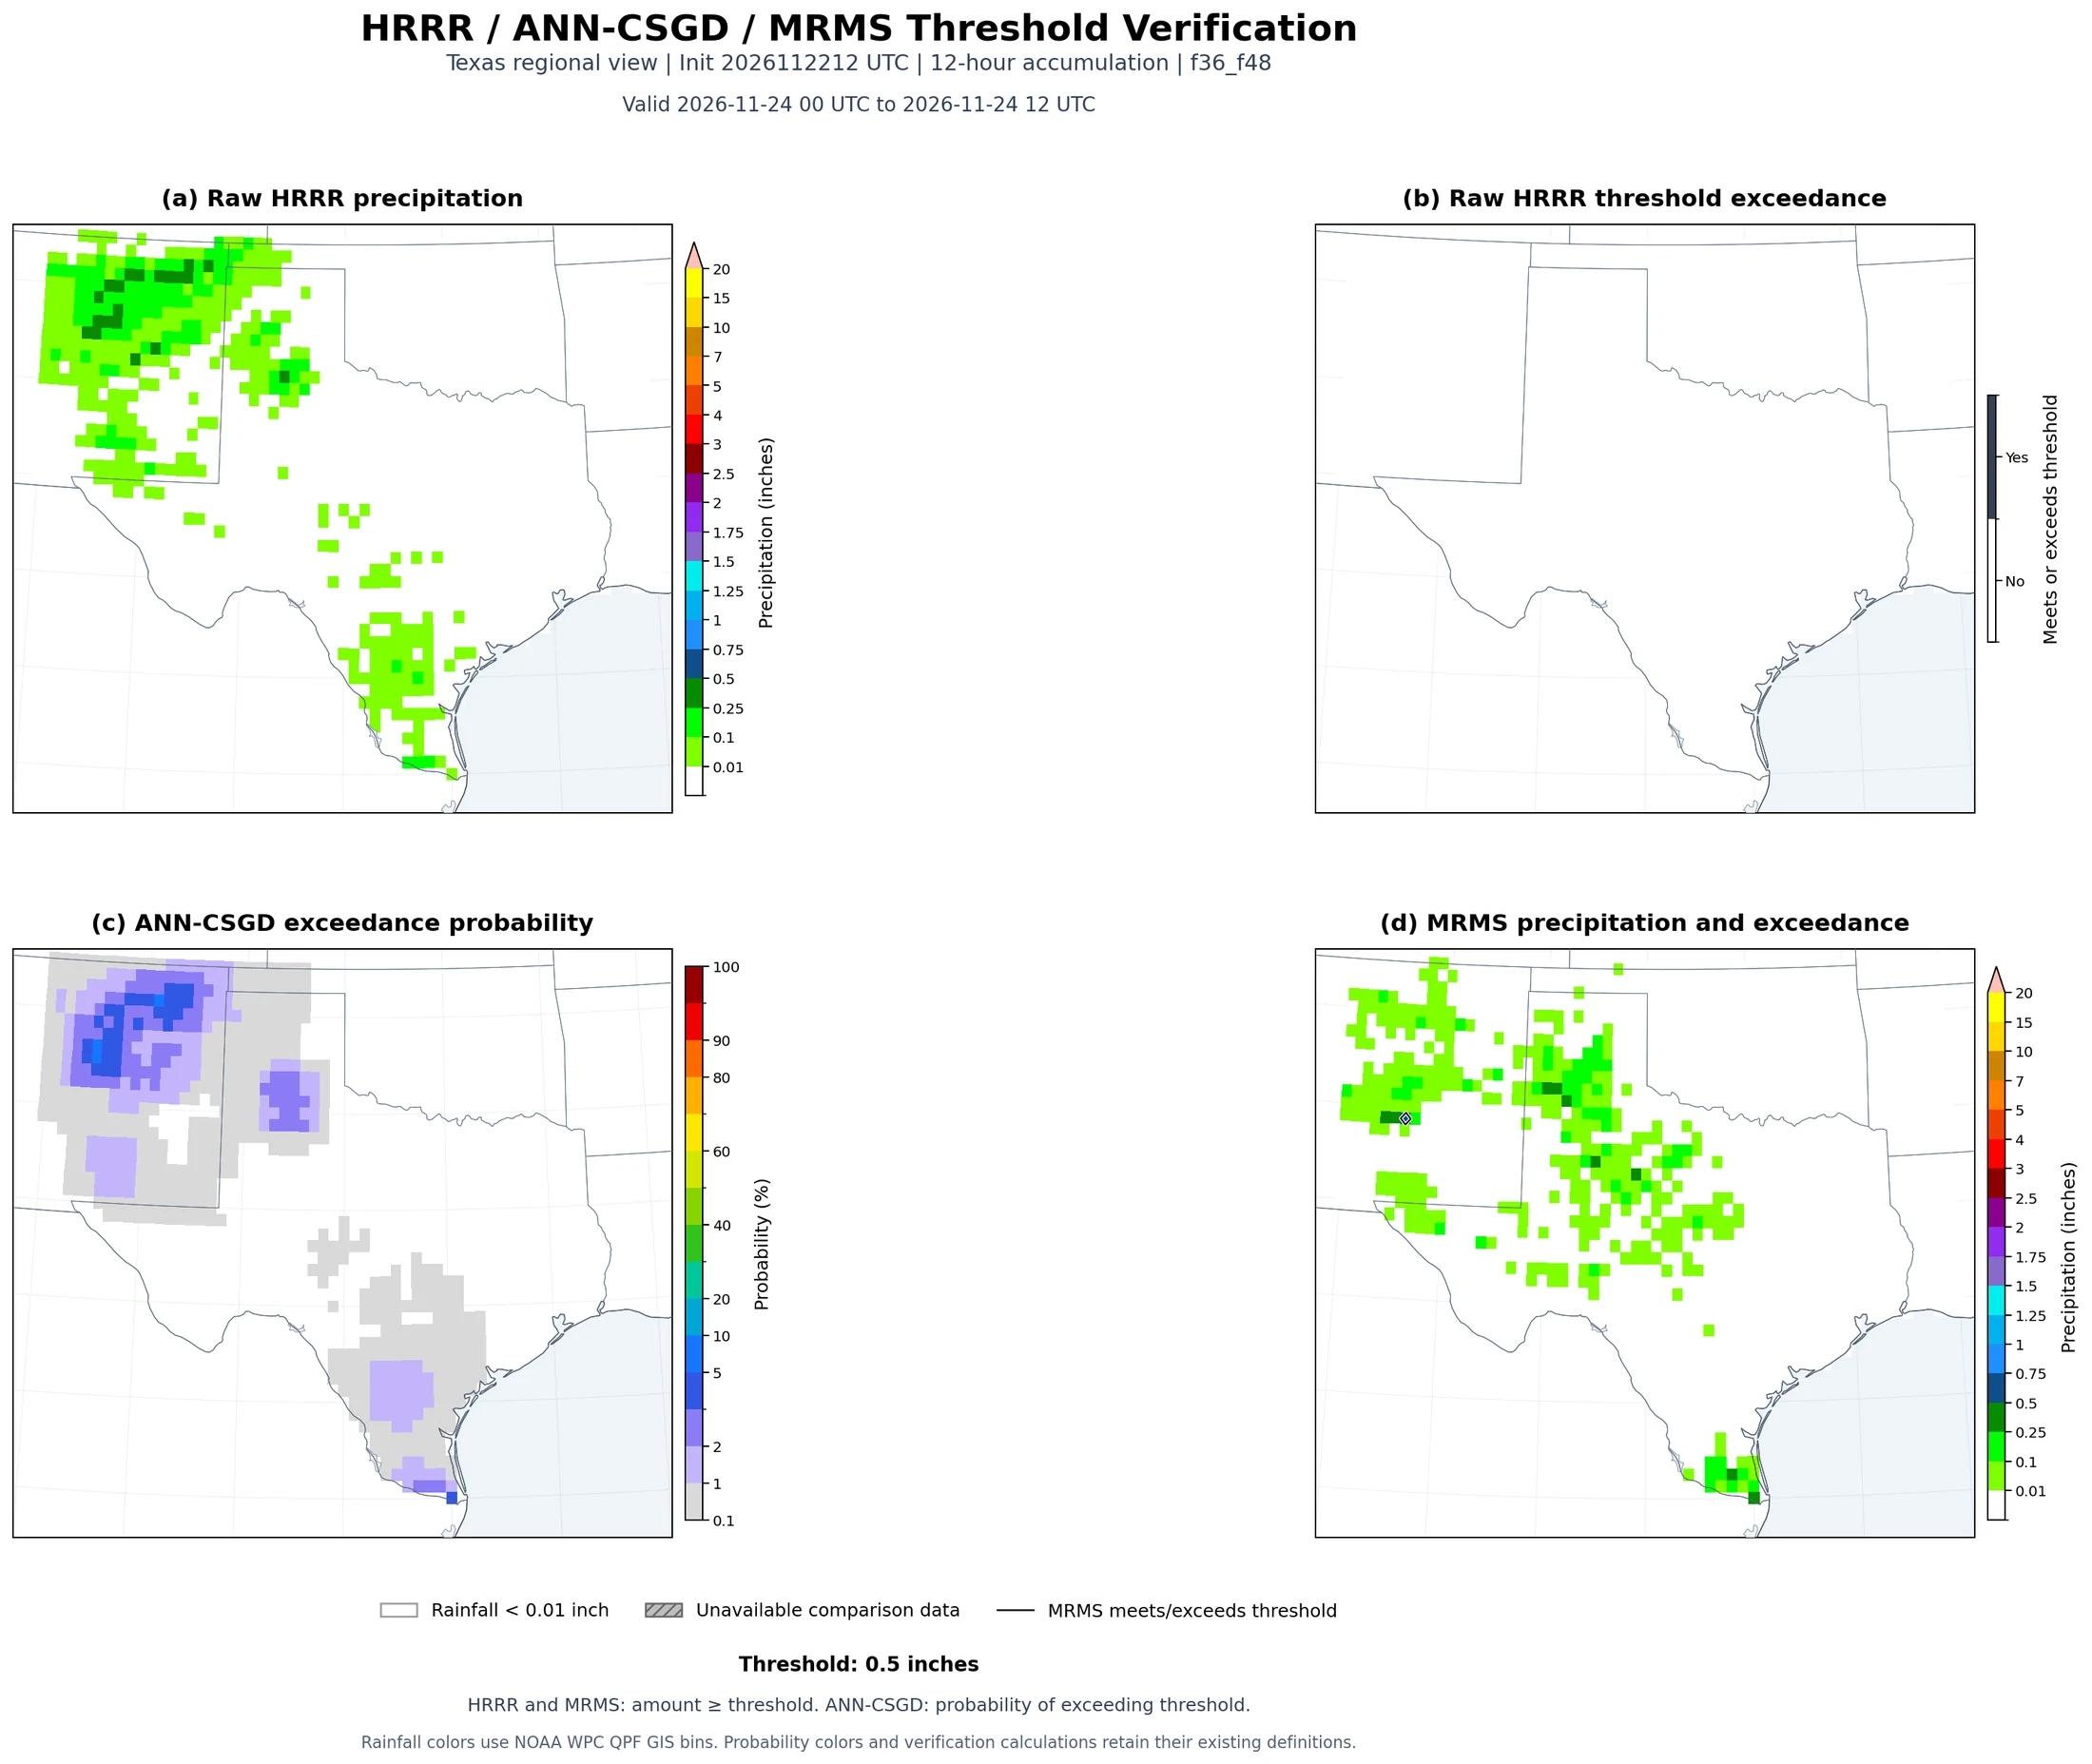 HRRR / ANN-CSGD / MRMS Threshold Verification
Texas regional view | Init 2026112212 UTC | 12-hour accumulation | f36_f48
Valid 2026-11-24 00 UTC to 2026-11-24 12 UTC
(a) Raw HRRR precipitation
20
15
10
7
5
4
3
2.5
2
1.75
1.5
1.25
1
0.75
0.5
0.25
0.1
0.01
Precipitation (inches)
(b) Raw HRRR threshold exceedance
Yes
No
Meets or exceeds threshold
(c) ANN-CSGD exceedance probability
100
90
80
60
40
20
10
5
2
1
0.1
Probability (%)
(d) MRMS precipitation and exceedance
20
15
10
7
5
4
3
2.5
2
1.75
1.5
1.25
1
0.75
0.5
0.25
0.1
0.01
Precipitation (inches)
Rainfall < 0.01 inch
Unavailable comparison data
MRMS meets/exceeds threshold
Threshold: 0.5 inches
HRRR and MRMS: amount ≥ threshold. ANN-CSGD: probability of exceeding threshold.
Rainfall colors use NOAA WPC QPF GIS bins. Probability colors and verification calculations retain their existing definitions.